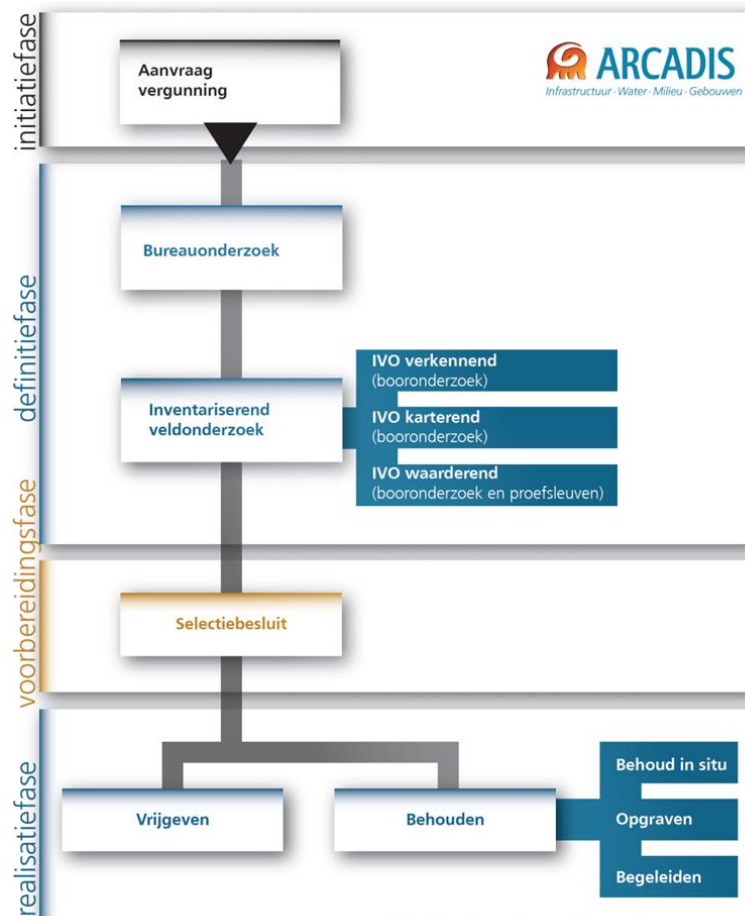 initiatiefase
Aanvraag
vergunning
ARCADIS
Infrastructuur · Water · Milieu · Gebouwen
definitiefase
Bureauonderzoek
Inventariserend
veldonderzoek
IVO verkennend
(booronderzoek)
IVO karterend
(booronderzoek)
IVO waarderend
(booronderzoek en proefsleuven)
voorbereidingsfase
Selectiebesluit
realisatiefase
Vrijgeven
Behouden
Behoud in situ
Opgraven
Begeleiden